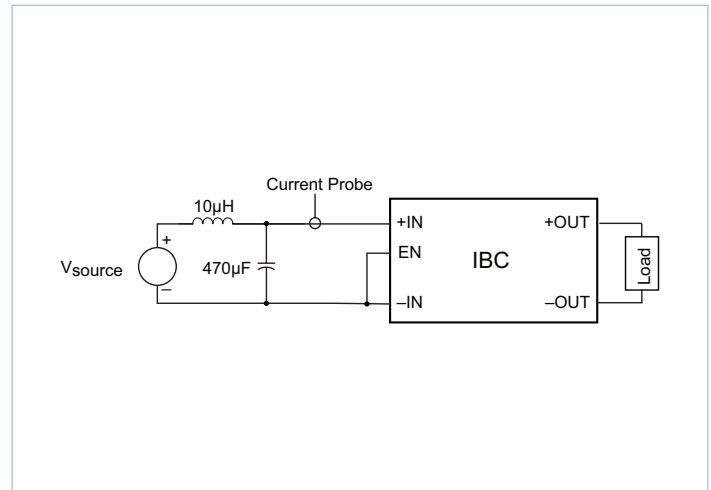 Current Probe
10µH
+IN
+OUT
+
EN
IBC
Load
Vsource
470µF
–
–IN
–OUT